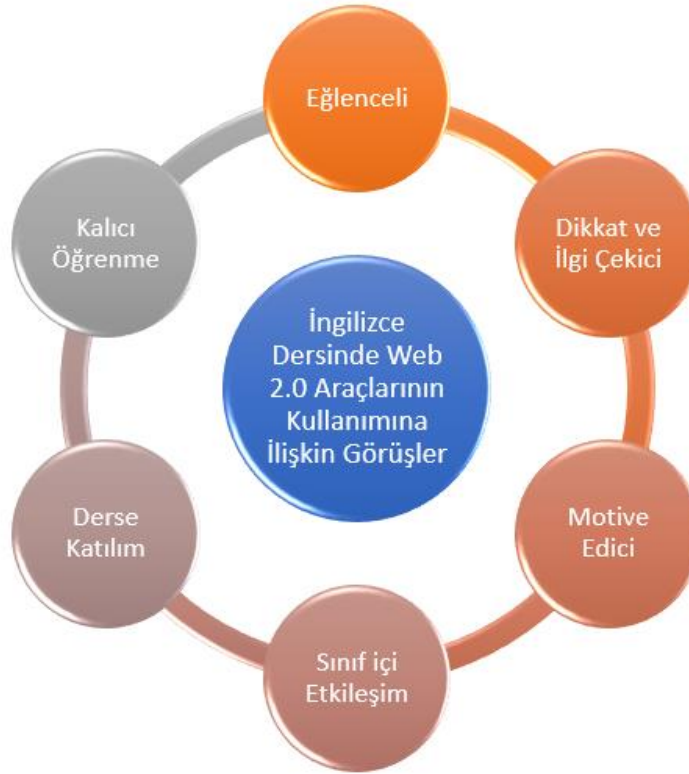 Eğlenceli
Dikkat ve
İlgi Çekici
Motive
Edici
Sınıf içi
Etkileşim
Derse
Katılım
Kalıcı
Öğrenme
İngilizce
Dersinde Web
2.0 Araçlarının
Kullanımına
İlişkin Görüşler